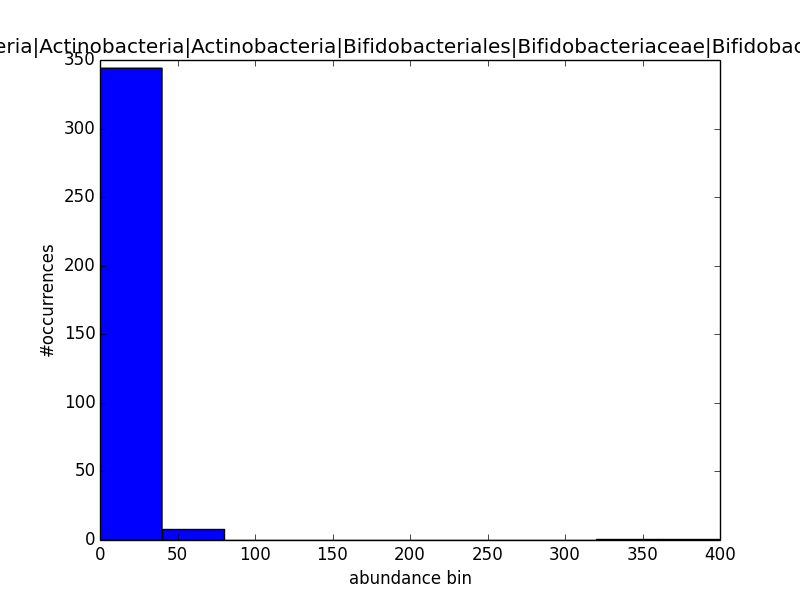 eria|Actinobacteria|Actinobacteria|Bifidobacteriales|Bifidobacteriaceae|Bifidobac
350
300
250
200
150
100
50
0
#occurrences
0 50 100 150 200 250 300 350 400
abundance bin